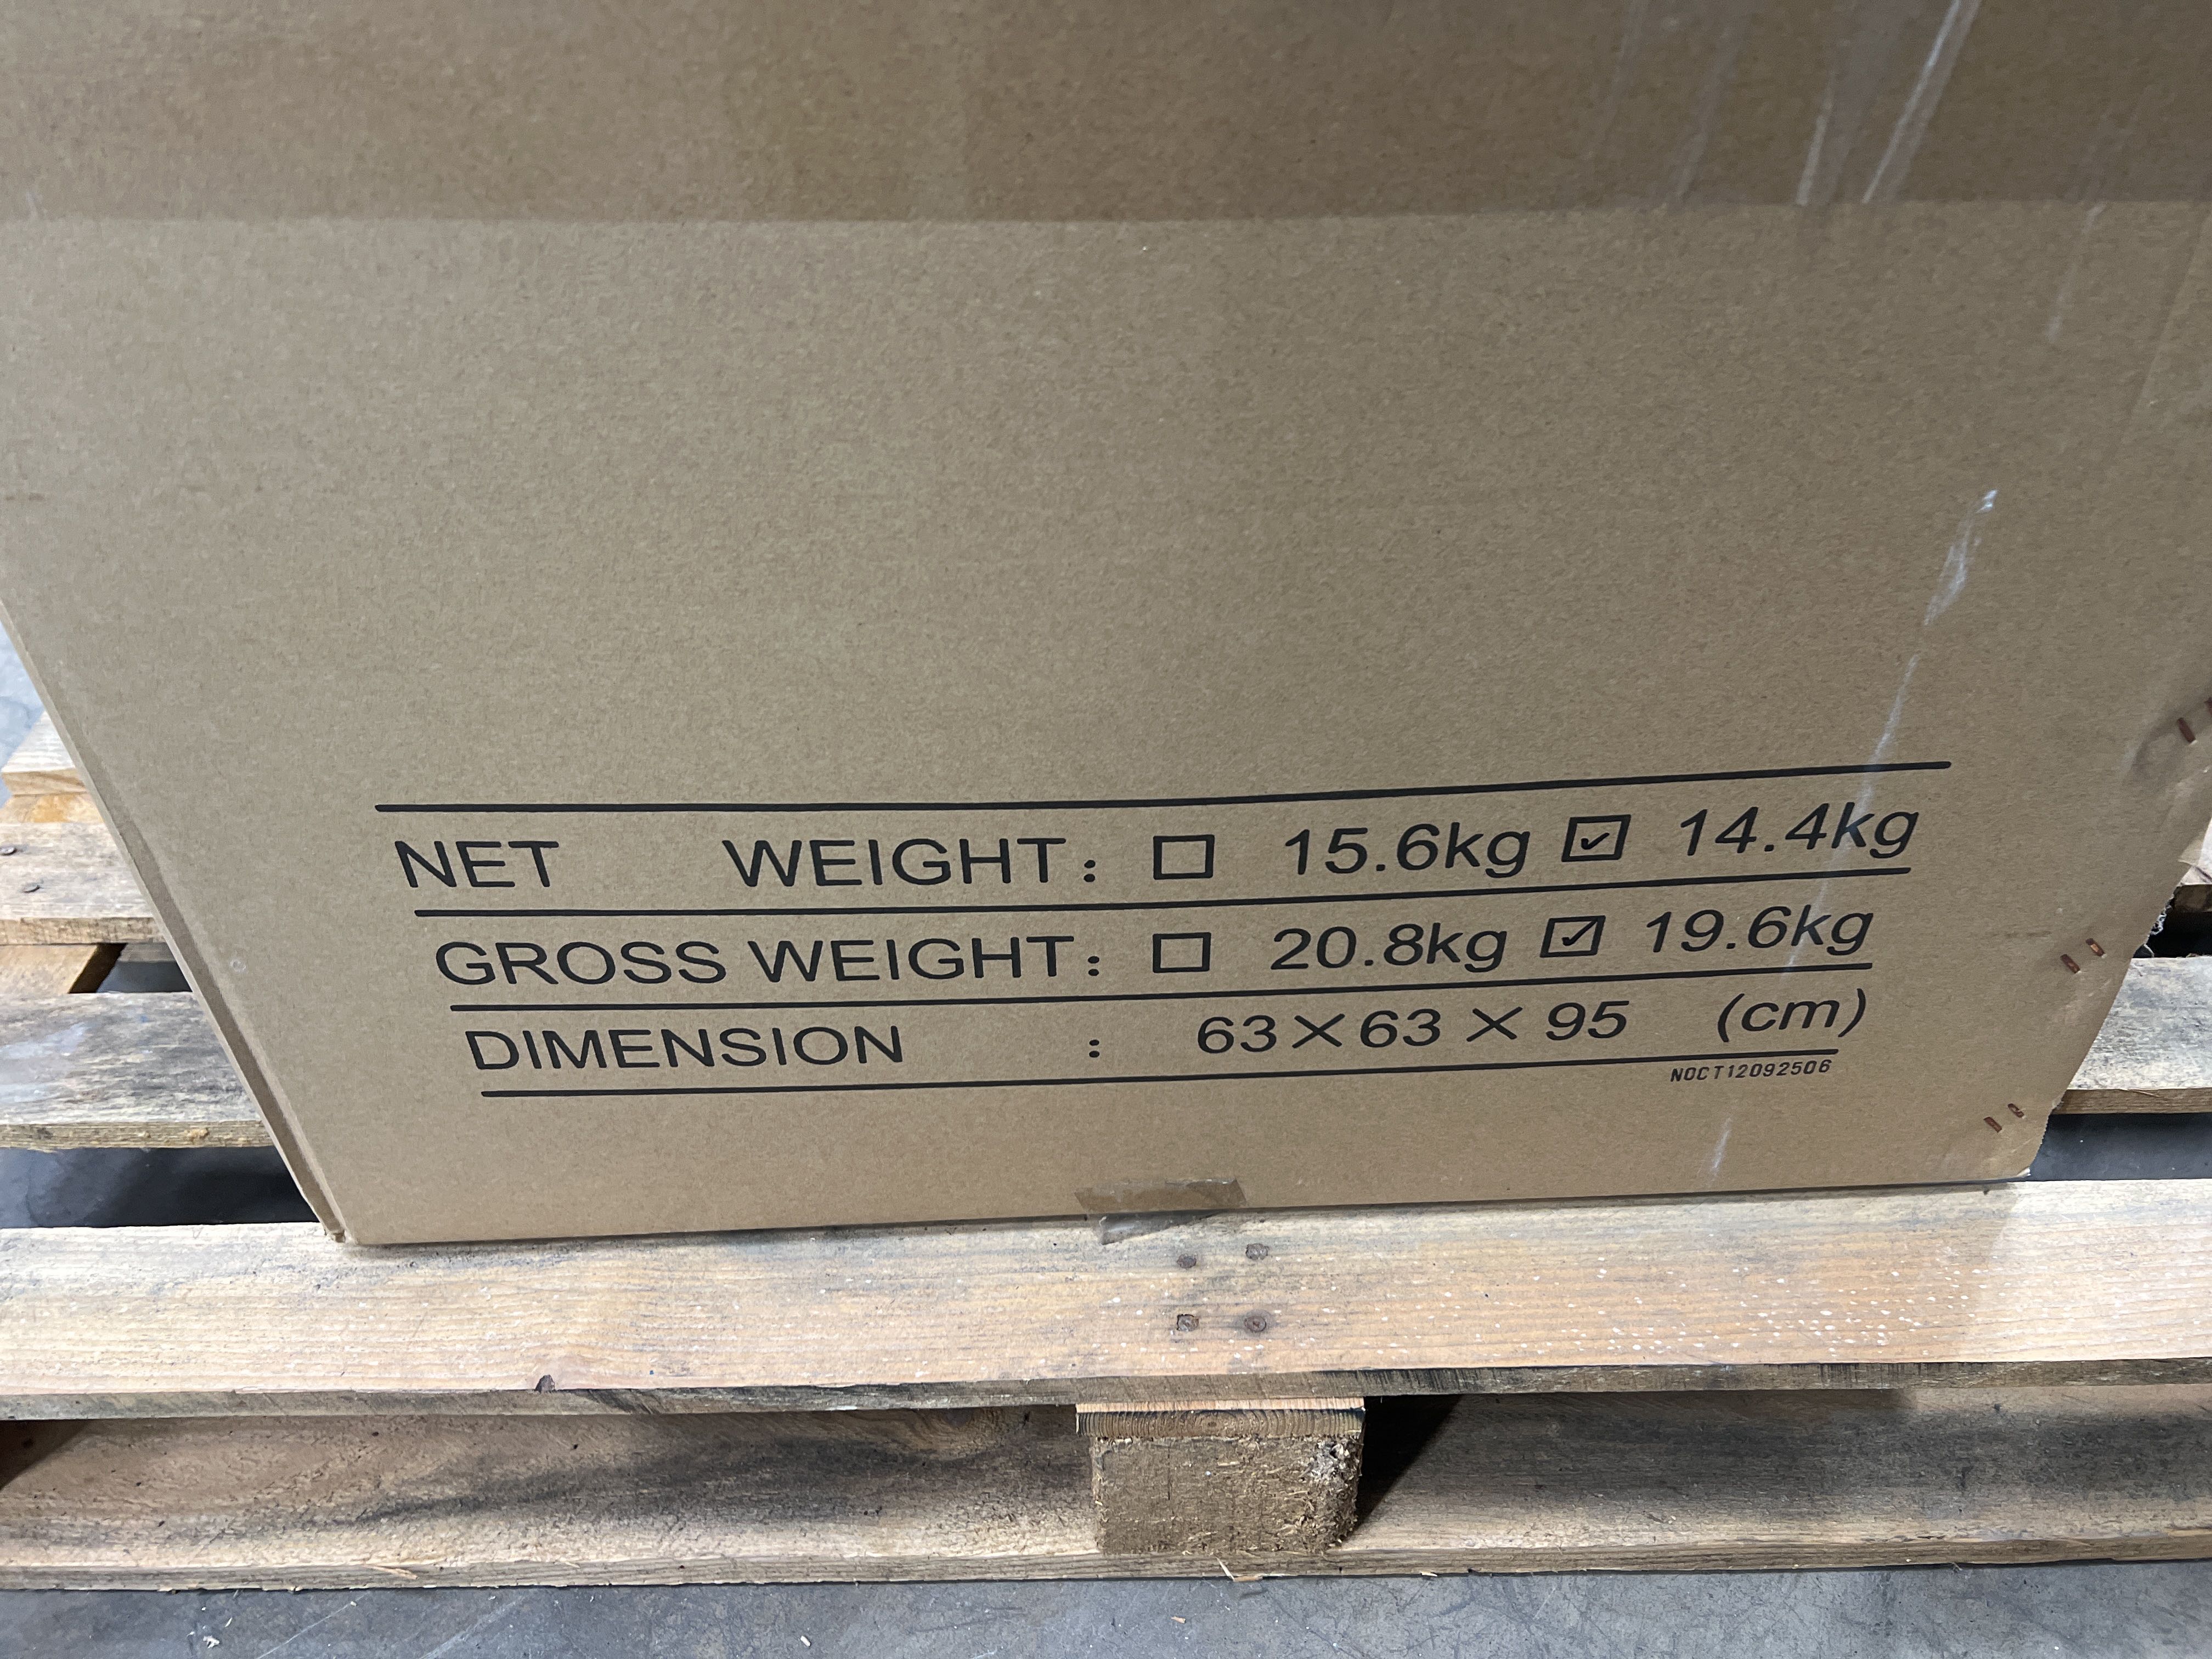 NET WEIGHT: ☐ 15.6kg ☑ 14.4kg
GROSS WEIGHT: ☐ 20.8kg ☑ 19.6kg
DIMENSION : 63×63×95 (cm)
NOCT12092506